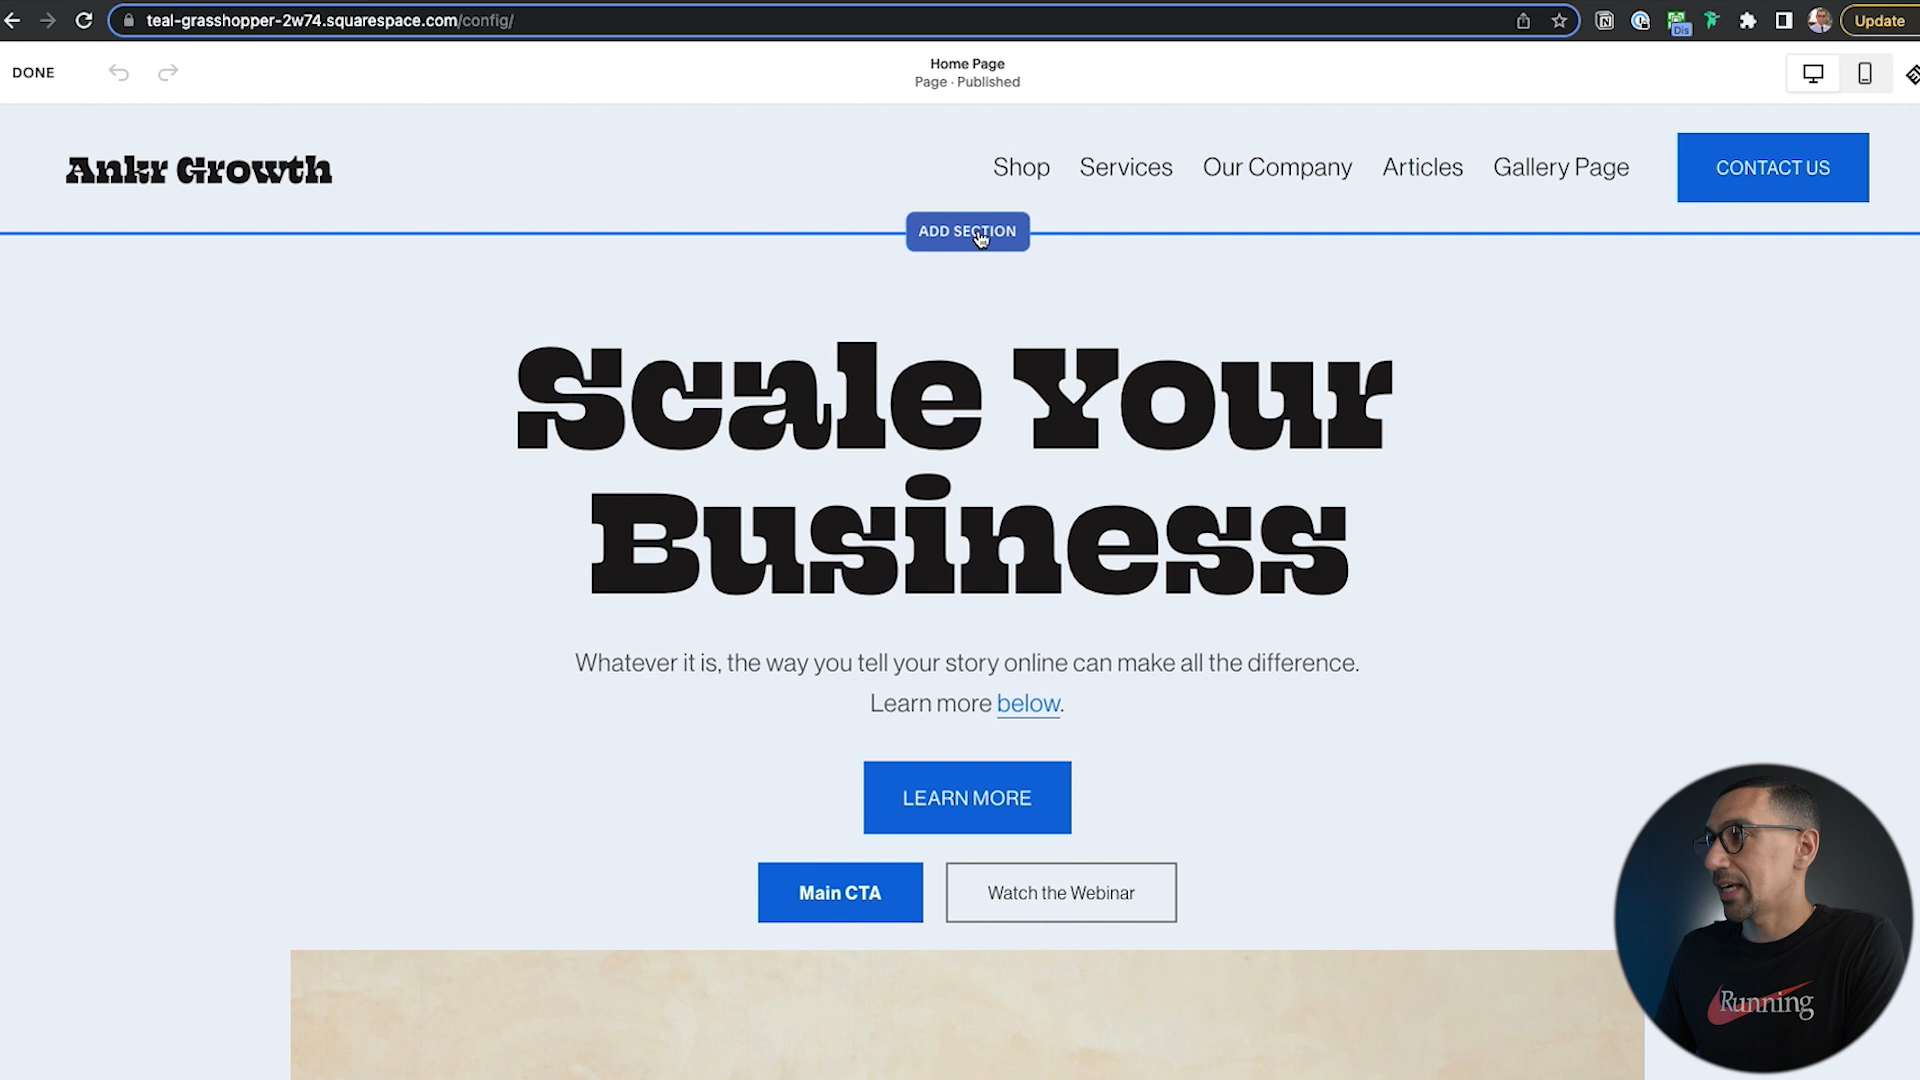 teal-grasshopper-2w74.squarespace.com/config/
Dis
Update
DONE
Home Page
Page · Published
Ankr Growth
Shop
Services
Our Company
Articles
Gallery Page
CONTACT US
ADD SECTION
Scale Your
Business
Whatever it is, the way you tell your story online can make all the difference.
Learn more below.
LEARN MORE
Main CTA
Watch the Webinar
Running